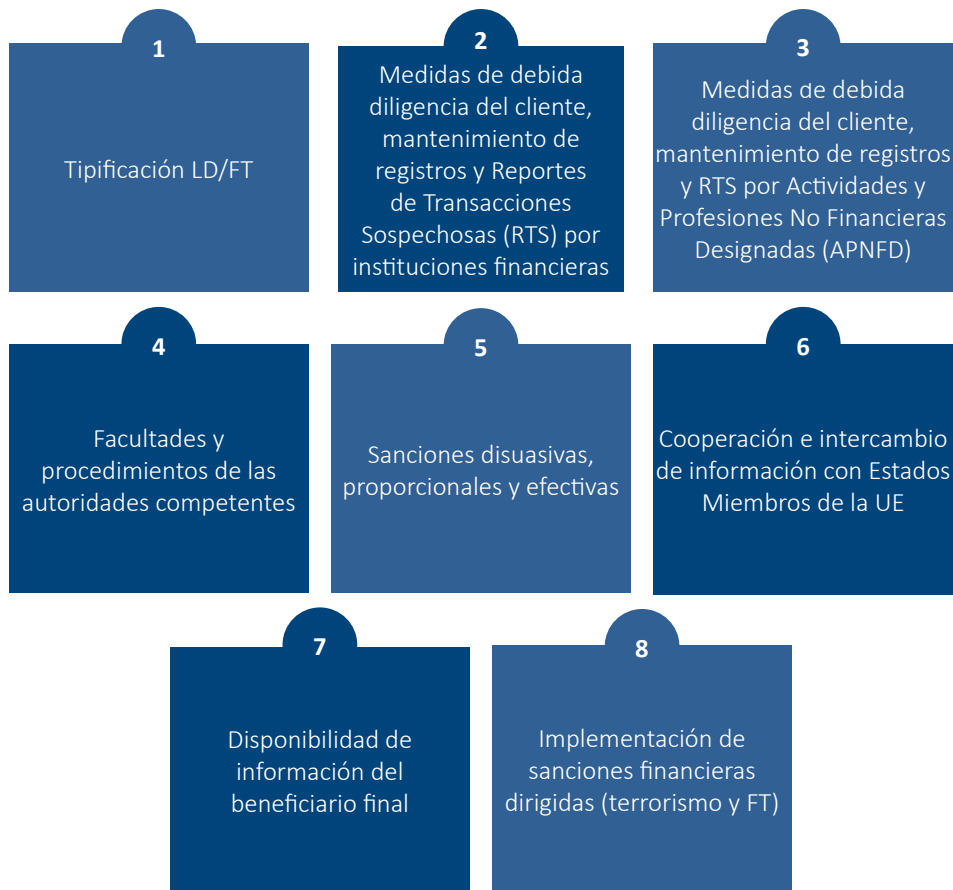 1
Tipificación LD/FT
2
Medidas de debida
diligencia del cliente,
mantenimiento de
registros y Reportes
de Transacciones
Sospechosas (RTS) por
instituciones financieras
3
Medidas de debida
diligencia del cliente,
mantenimiento de registros
y RTS por Actividades y
Profesiones No Financieras
Designadas (APNFD)
4
Facultades y
procedimientos de las
autoridades competentes
5
Sanciones disuasivas,
proporcionales y efectivas
6
Cooperación e intercambio
de información con Estados
Miembros de la UE
7
Disponibilidad de
información del
beneficiario final
8
Implementación de
sanciones financieras
dirigidas (terrorismo y FT)